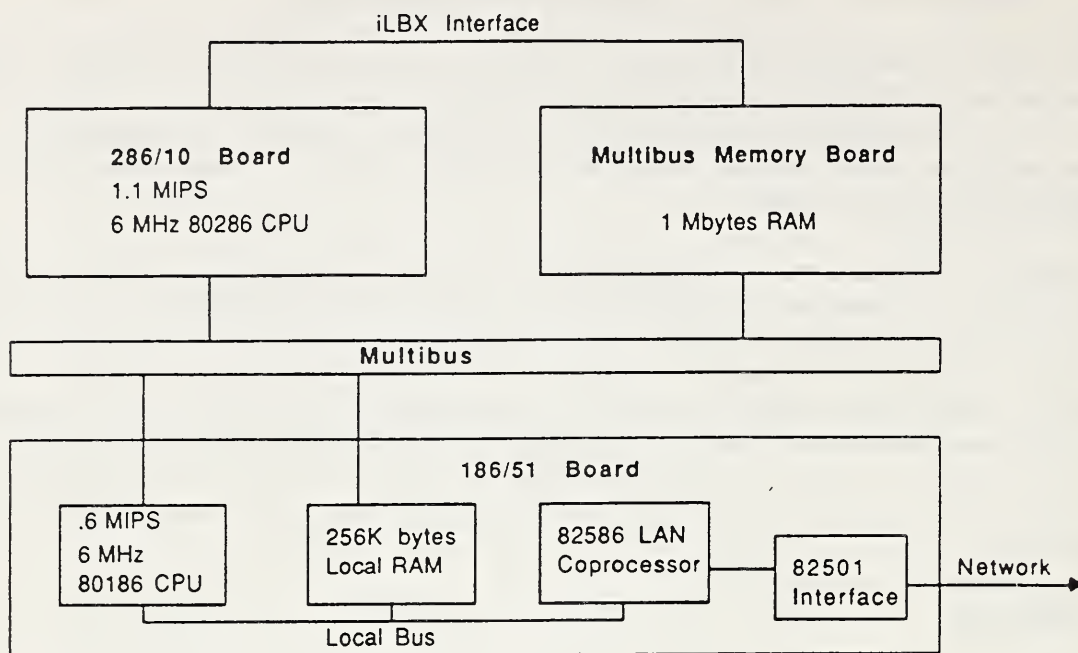 iLBX Interface
286/10 Board
1.1 MIPS
6 MHz 80286 CPU
Multibus Memory Board
1 Mbytes RAM
Multibus
186/51 Board
.6 MIPS
6 MHz
80186 CPU
256K bytes
Local RAM
82586 LAN
Coprocessor
82501
Interface
Network
Local Bus